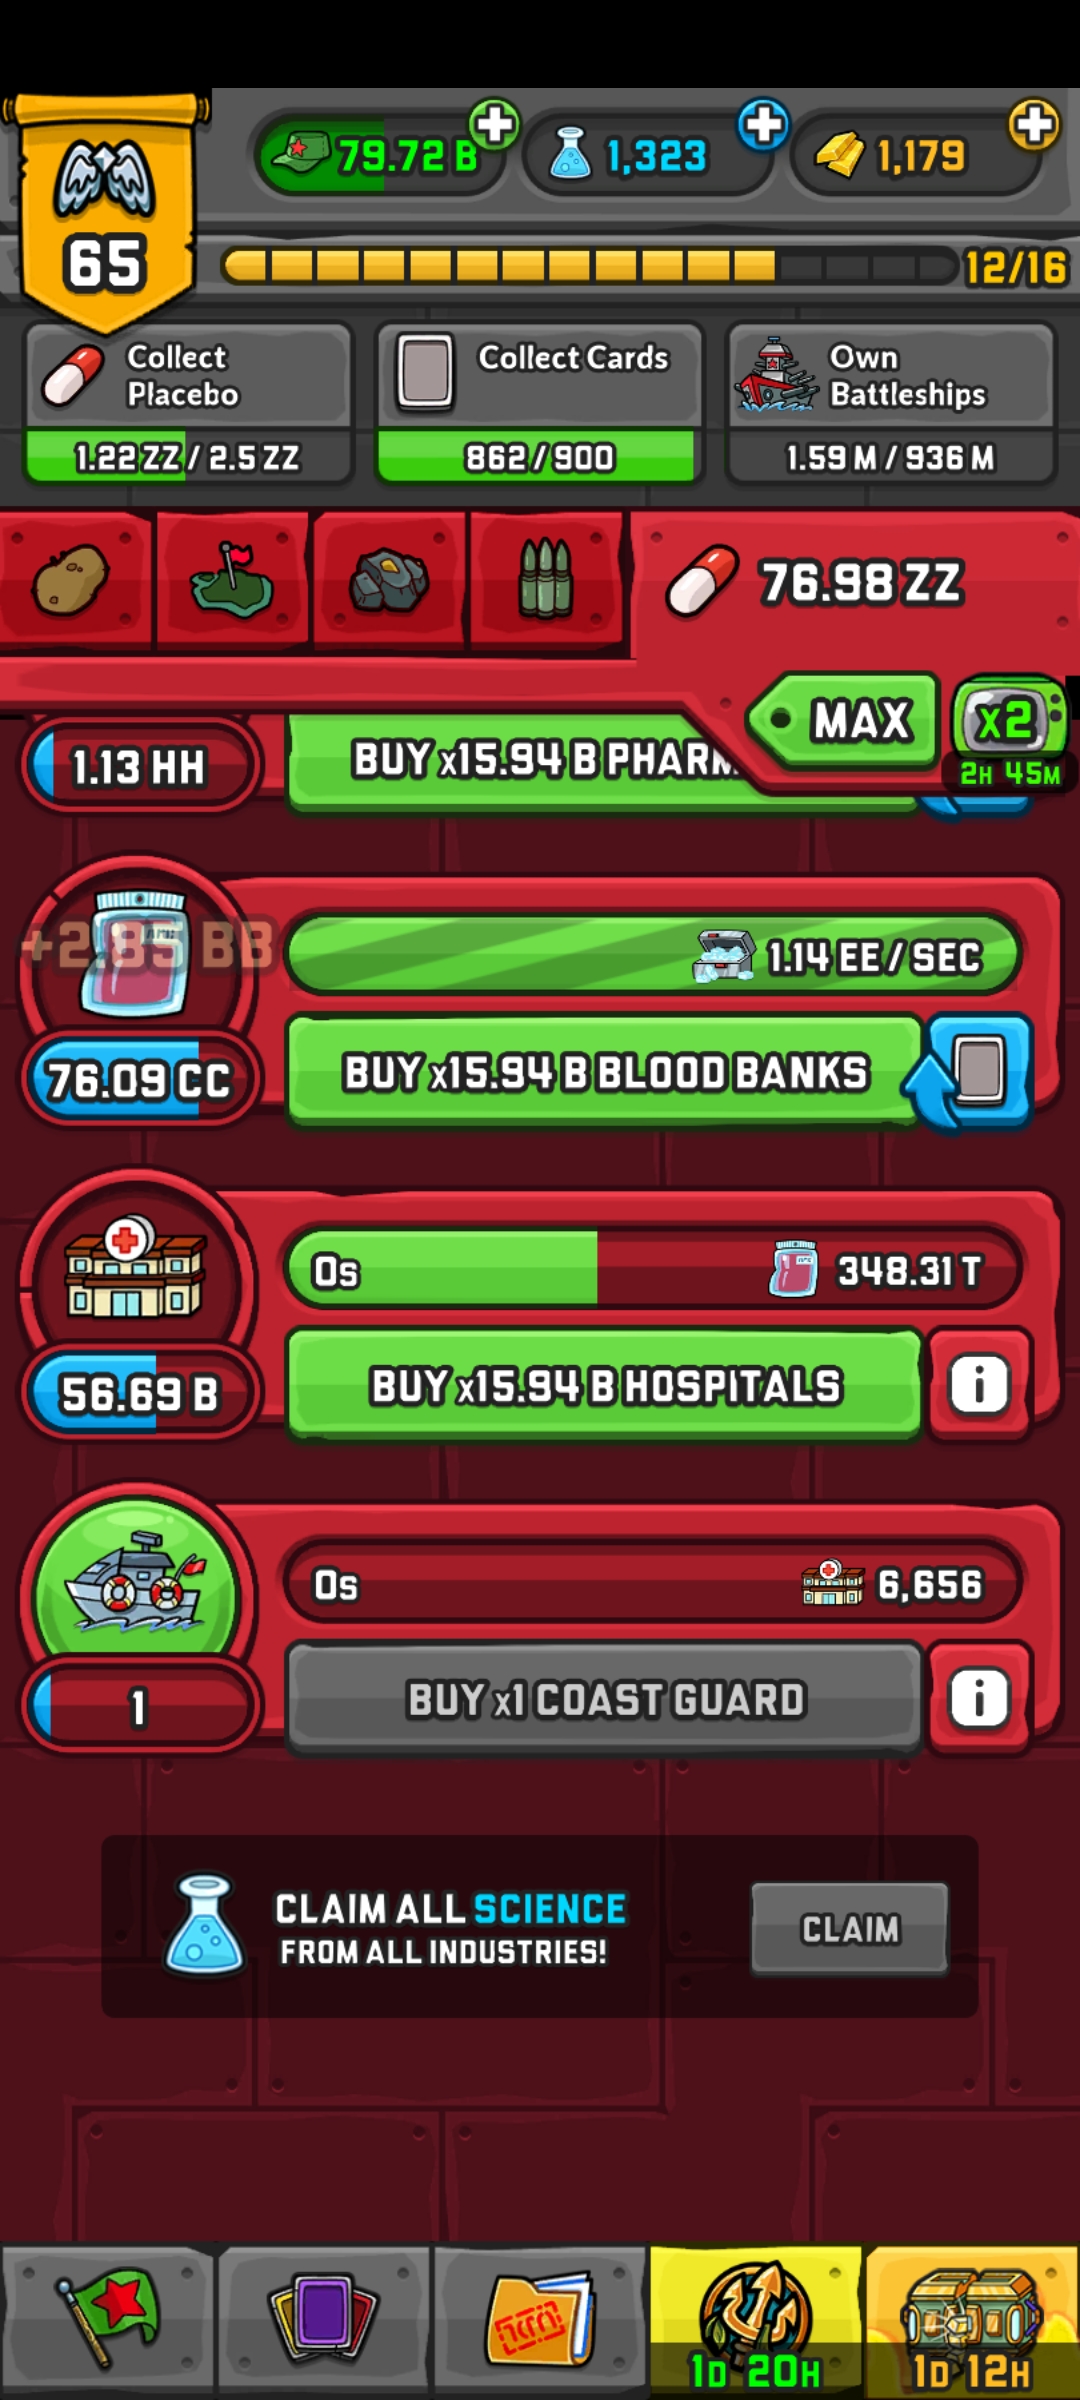 79.72 B
1,323
1,179
65
12/16
Collect
Placebo
Collect Cards
Own
Battleships
1.22 ZZ / 2.5 ZZ
862 / 900
1.59 M / 936 M
76.98 ZZ
MAX
x2
2H 45M
1.13 HH
BUY x15.94 B PHARM
+2.85 BB
1.14 EE / SEC
76.09 CC
BUY x15.94 B BLOOD BANKS
0s
348.31 T
56.69 B
BUY x15.94 B HOSPITALS
i
0s
6,656
1
BUY x1 COAST GUARD
i
CLAIM ALL SCIENCE
FROM ALL INDUSTRIES!
CLAIM
1D 20H
1D 12H